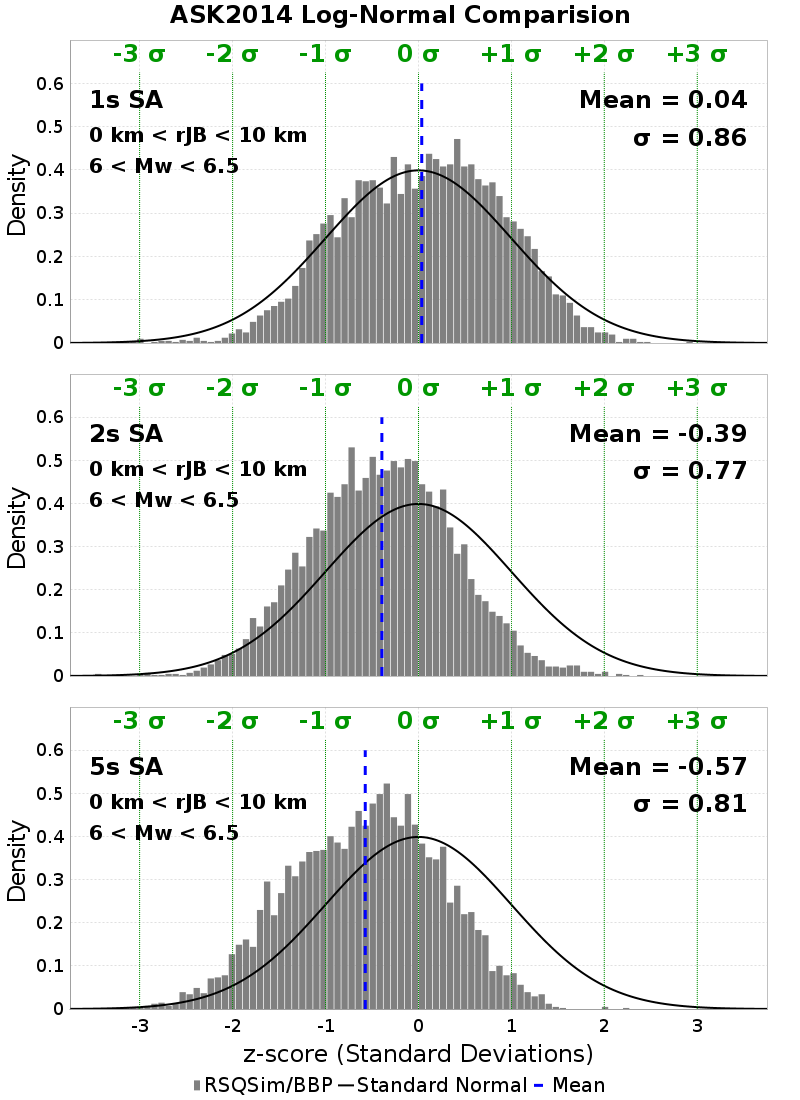 ASK2014 Log-Normal Comparision
-3 σ -2 σ -1 σ 0 σ +1 σ +2 σ +3 σ
1s SA
0 km < rJB < 10 km
6 < Mw < 6.5
Mean = 0.04
σ = 0.86
Density
0.6
0.5
0.4
0.3
0.2
0.1
0
-3 σ -2 σ -1 σ 0 σ +1 σ +2 σ +3 σ
2s SA
0 km < rJB < 10 km
6 < Mw < 6.5
Mean = -0.39
σ = 0.77
Density
0.6
0.5
0.4
0.3
0.2
0.1
0
-3 σ -2 σ -1 σ 0 σ +1 σ +2 σ +3 σ
5s SA
0 km < rJB < 10 km
6 < Mw < 6.5
Mean = -0.57
σ = 0.81
Density
0.6
0.5
0.4
0.3
0.2
0.1
0
-3 -2 -1 0 1 2 3
z-score (Standard Deviations)
RSQSim/BBP Standard Normal Mean